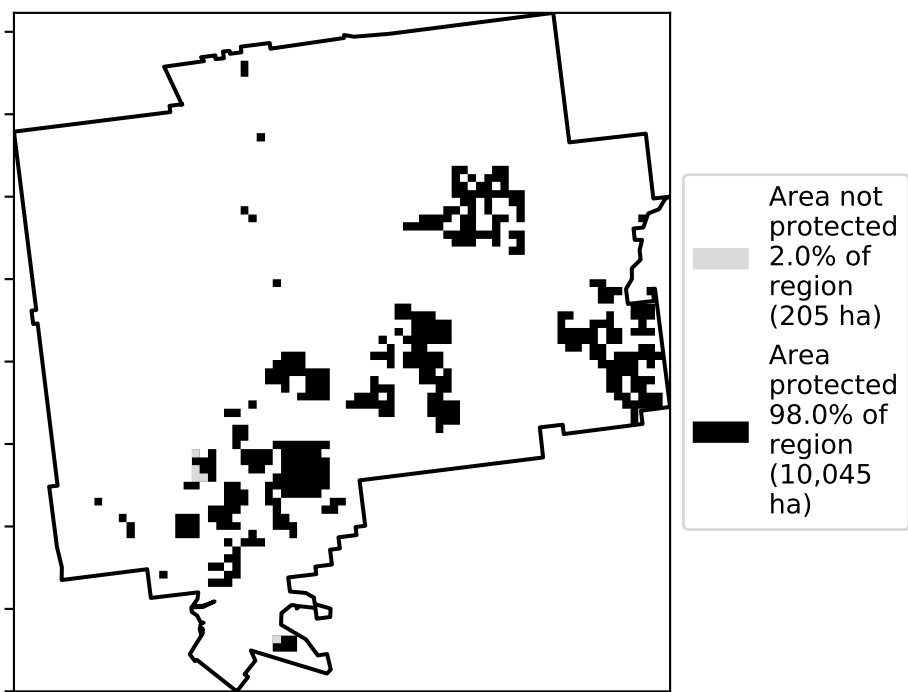 Area not
protected
2.0% of
region
(205 ha)
Area
protected
98.0% of
region
(10,045
ha)